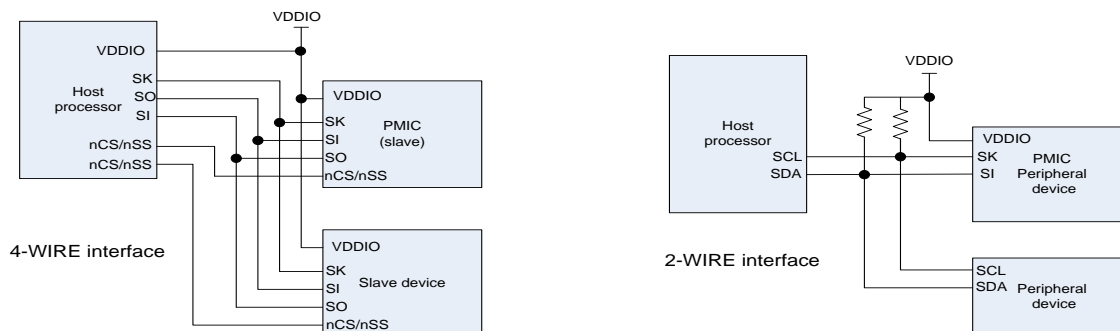 VDDIO
VDDIO
Host
processor
SK
SO
SI
nCS/nSS
nCS/nSS
VDDIO
SK
SI
SO
nCS/nSS
PMIC
(slave)
4-WIRE interface
VDDIO
SK
SI
SO
nCS/nSS
Slave device
VDDIO
Host
processor
SCL
SDA
VDDIO
SK
SI
PMIC
Peripheral
device
2-WIRE interface
SCL
SDA
Peripheral
device